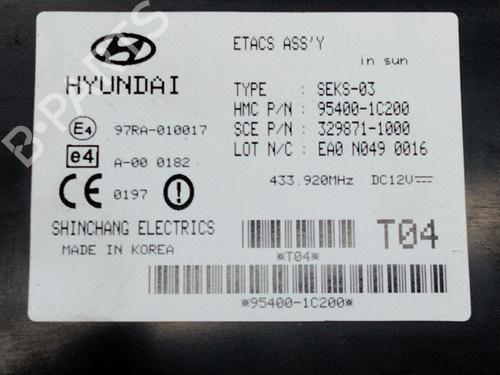 ETACS ASS'Y
in sun
HYUNDAI
TYPE : SEKS-03
HMC P/N : 95400-1C200
SCE P/N : 329871-1000
LOT N/C : EA0 N049 0016
E4 97RA-010017
e4 A-00 0182
CE 0197 !
433.920MHz DC12V
SHINCHANG ELECTRICS
MADE IN KOREA
*T04*
T04
*95400-1C200*
B-PARTS